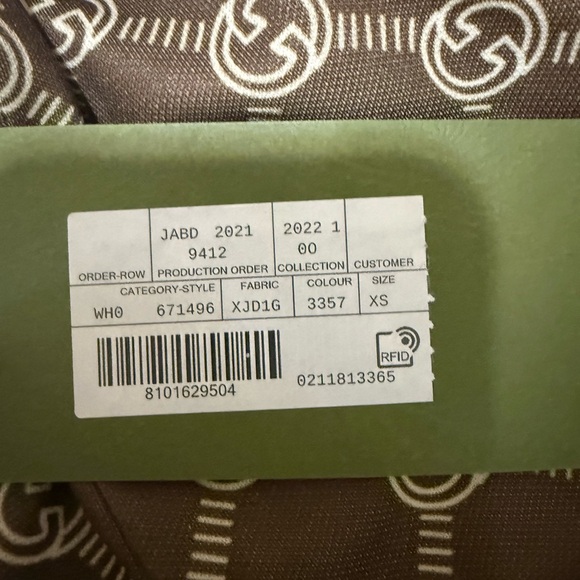 JABD 2021 2022 1
9412 00
ORDER-ROW PRODUCTION ORDER COLLECTION CUSTOMER
CATEGORY-STYLE FABRIC COLOUR SIZE
WH0 671496 XJD1G 3357 XS
RFID
8101629504 0211813365